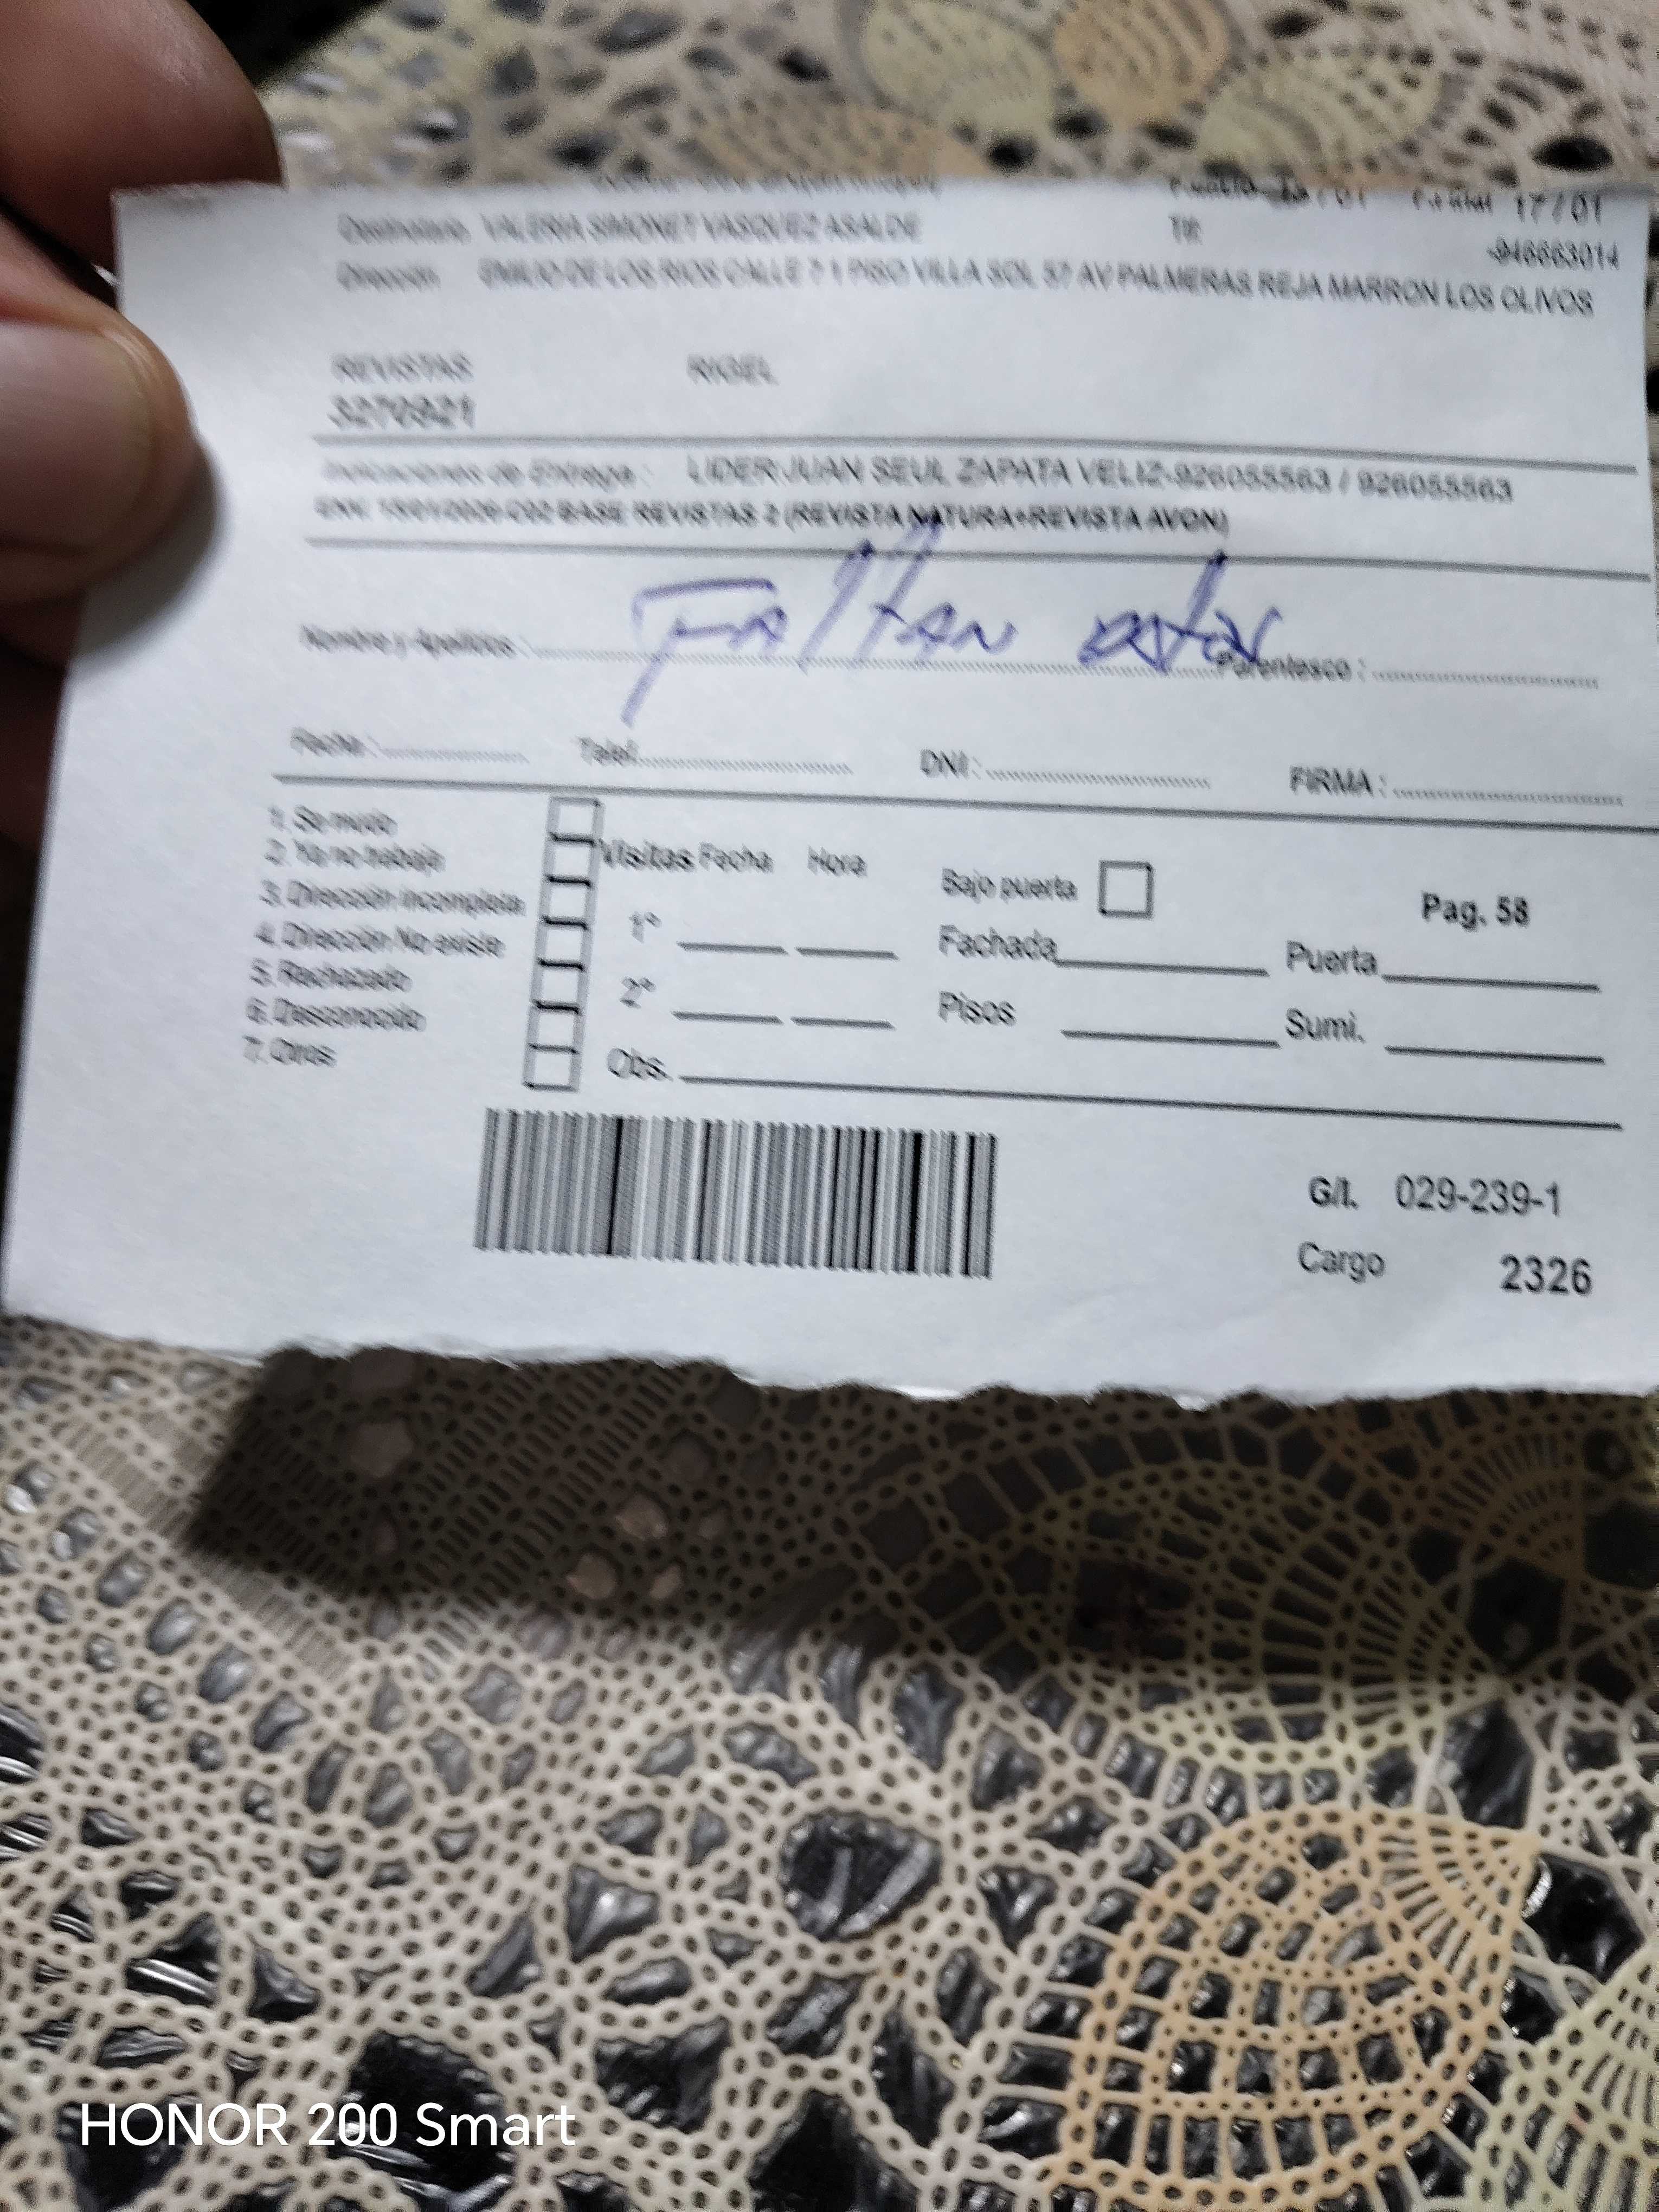 17/01
Destinatario VALERIA SIMONET VASQUEZ ASALDE Tlf:
-946663014
Dirección EMILIO DE LOS RIOS CALLE 7 1 PISO VILLA SOL 57 AV PALMERAS REJA MARRON LOS OLIVOS
REVISTAS RIGEL
3270921
Indicaciones de Entrega : LIDER:JUAN SEUL ZAPATA VELIZ-926055563 / 926055563
BASE REVISTAS 2 (REVISTA NATURA+REVISTA AVON)
Faltan datos
Nombre y Apellidos : Parentesco :
Fecha : Telef: DNI : FIRMA :
1. Se mudo
2. Ya no trabaja
3. Dirección incompleta
4. Dirección No existe
5. Rechazado
6. Desconocido
7. Otros
Visitas Fecha Hora
1°
2°
Obs.
Bajo puerta
Fachada Puerta
Pisos Sumi.
Pag. 58
G/I. 029-239-1
Cargo 2326
HONOR 200 Smart